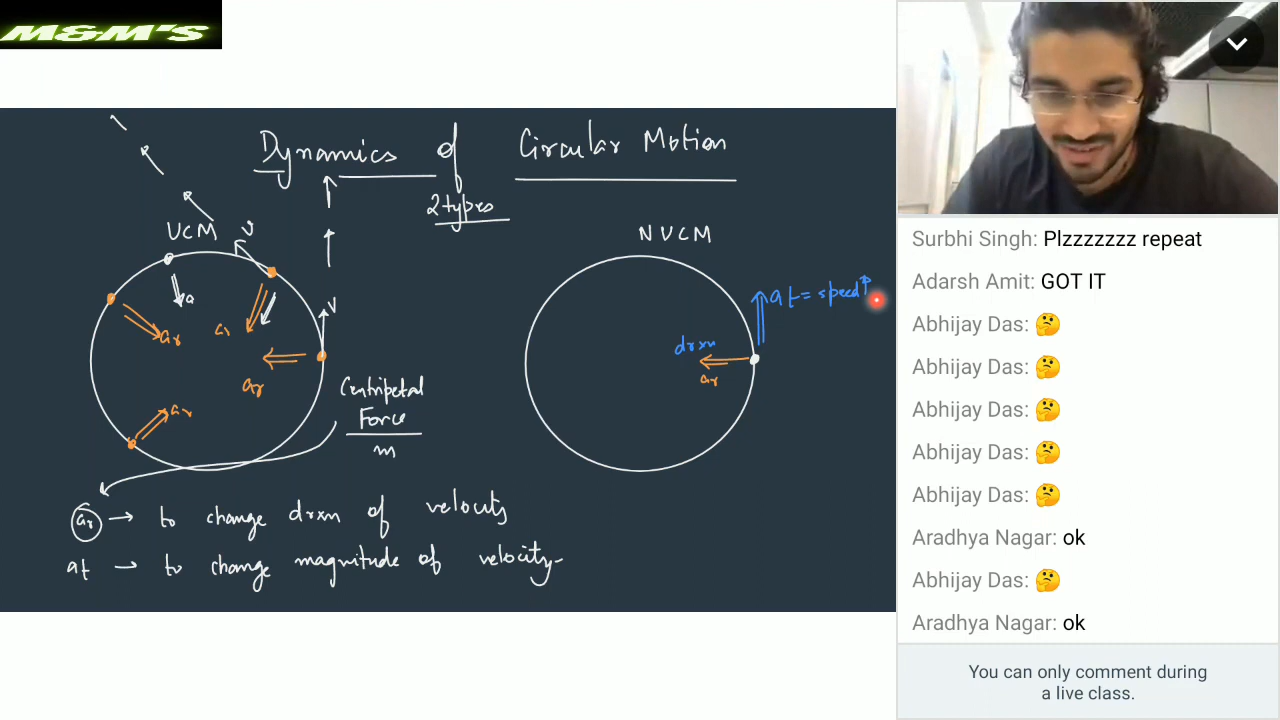 M&M'S
Dynamics of Circular Motion
2 types
UCM
NUCM
v
v
a
ar
ar
ar
ar
at = speed↑
drxn
ar
Centripetal
Force
m
ar → to change drxn of velocity
at → to change magnitude of velocity-
Surbhi Singh: Plzzzzzzz repeat
Adarsh Amit: GOT IT
Abhijay Das: 🤔
Abhijay Das: 🤔
Abhijay Das: 🤔
Abhijay Das: 🤔
Abhijay Das: 🤔
Aradhya Nagar: ok
Abhijay Das: 🤔
Aradhya Nagar: ok
You can only comment during
a live class.